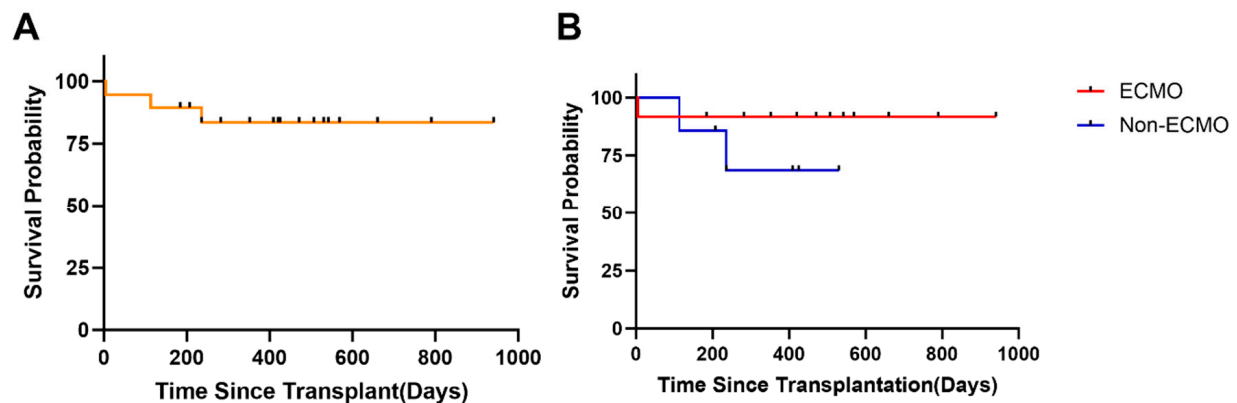 A
Survival Probability
100
75
50
25
0
0 200 400 600 800 1000
Time Since Transplant(Days)
B
Survival Probability
100
75
50
25
0
0 200 400 600 800 1000
Time Since Transplantation(Days)
ECMO
Non-ECMO